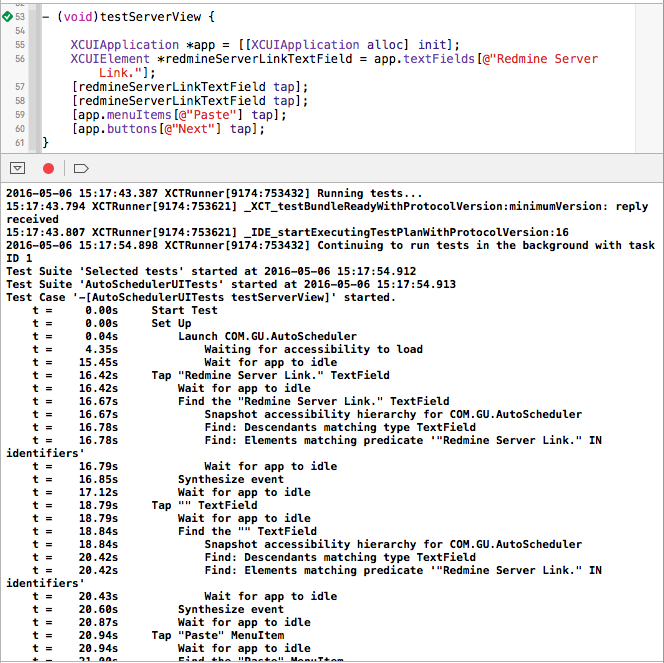 53 - (void)testServerView {
54
55 XCUIApplication *app = [[XCUIApplication alloc] init];
56 XCUIElement *redmineServerLinkTextField = app.textFields[@"Redmine Server
Link."];
57 [redmineServerLinkTextField tap];
58 [redmineServerLinkTextField tap];
59 [app.menuItems[@"Paste"] tap];
60 [app.buttons[@"Next"] tap];
61 }
2016-05-06 15:17:43.387 XCTRunner[9174:753432] Running tests...
15:17:43.794 XCTRunner[9174:753621] _XCT_testBundleReadyWithProtocolVersion:minimumVersion: reply
received
15:17:43.807 XCTRunner[9174:753621] _IDE_startExecutingTestPlanWithProtocolVersion:16
2016-05-06 15:17:54.898 XCTRunner[9174:753432] Continuing to run tests in the background with task
ID 1
Test Suite 'Selected tests' started at 2016-05-06 15:17:54.912
Test Suite 'AutoSchedulerUITests' started at 2016-05-06 15:17:54.913
Test Case '-[AutoSchedulerUITests testServerView]' started.
t = 0.00s Start Test
t = 0.00s Set Up
t = 0.04s Launch COM.GU.AutoScheduler
t = 4.35s Waiting for accessibility to load
t = 15.45s Wait for app to idle
t = 16.42s Tap "Redmine Server Link." TextField
t = 16.42s Wait for app to idle
t = 16.67s Find the "Redmine Server Link." TextField
t = 16.67s Snapshot accessibility hierarchy for COM.GU.AutoScheduler
t = 16.78s Find: Descendants matching type TextField
t = 16.78s Find: Elements matching predicate '"Redmine Server Link." IN
identifiers'
t = 16.79s Wait for app to idle
t = 16.85s Synthesize event
t = 17.12s Wait for app to idle
t = 18.79s Tap "" TextField
t = 18.79s Wait for app to idle
t = 18.84s Find the "" TextField
t = 18.84s Snapshot accessibility hierarchy for COM.GU.AutoScheduler
t = 20.42s Find: Descendants matching type TextField
t = 20.42s Find: Elements matching predicate '"Redmine Server Link." IN
identifiers'
t = 20.43s Wait for app to idle
t = 20.60s Synthesize event
t = 20.87s Wait for app to idle
t = 20.94s Tap "Paste" MenuItem
t = 20.94s Wait for app to idle
Find the "Paste" MenuItem